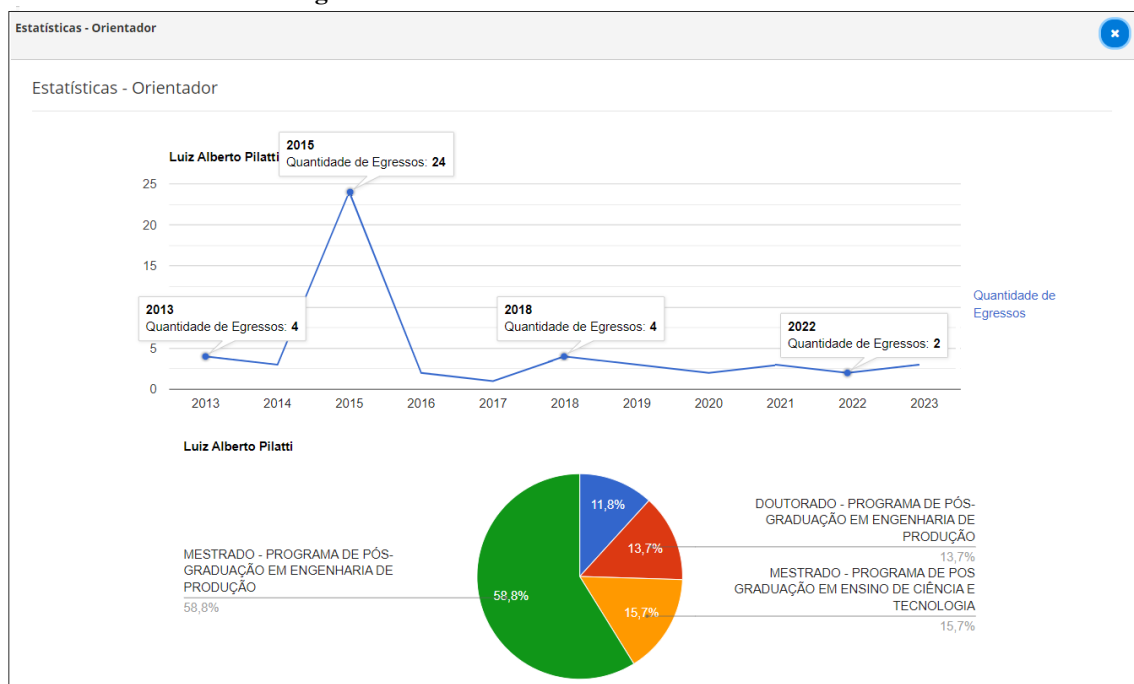 Estatísticas - Orientador
Estatísticas - Orientador
Luiz Alberto Pilatti
2015
Quantidade de Egressos: 24
25
20
15
2013
Quantidade de Egressos: 4
2018
Quantidade de Egressos: 4
2022
Quantidade de Egressos: 2
Quantidade de
Egressos
5
0
2013 2014 2015 2016 2017 2018 2019 2020 2021 2022 2023
Luiz Alberto Pilatti
11,8%
13,7%
15,7%
58,8%
DOUTORADO - PROGRAMA DE PÓS-
GRADUAÇÃO EM ENGENHARIA DE
PRODUÇÃO
13,7%
MESTRADO - PROGRAMA DE POS
GRADUAÇÃO EM ENSINO DE CIÊNCIA E
TECNOLOGIA
15,7%
MESTRADO - PROGRAMA DE PÓS-
GRADUAÇÃO EM ENGENHARIA DE
PRODUÇÃO
58,8%